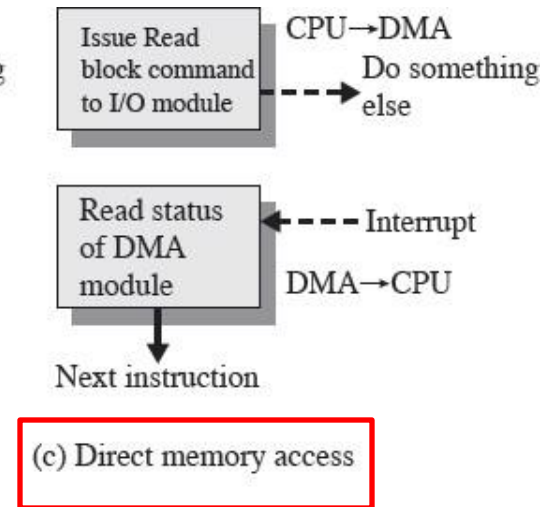 g
Issue Read
block command
to I/O module
CPU→DMA
Do something
else
Read status
of DMA
module
Interrupt
DMA→CPU
Next instruction
(c) Direct memory access